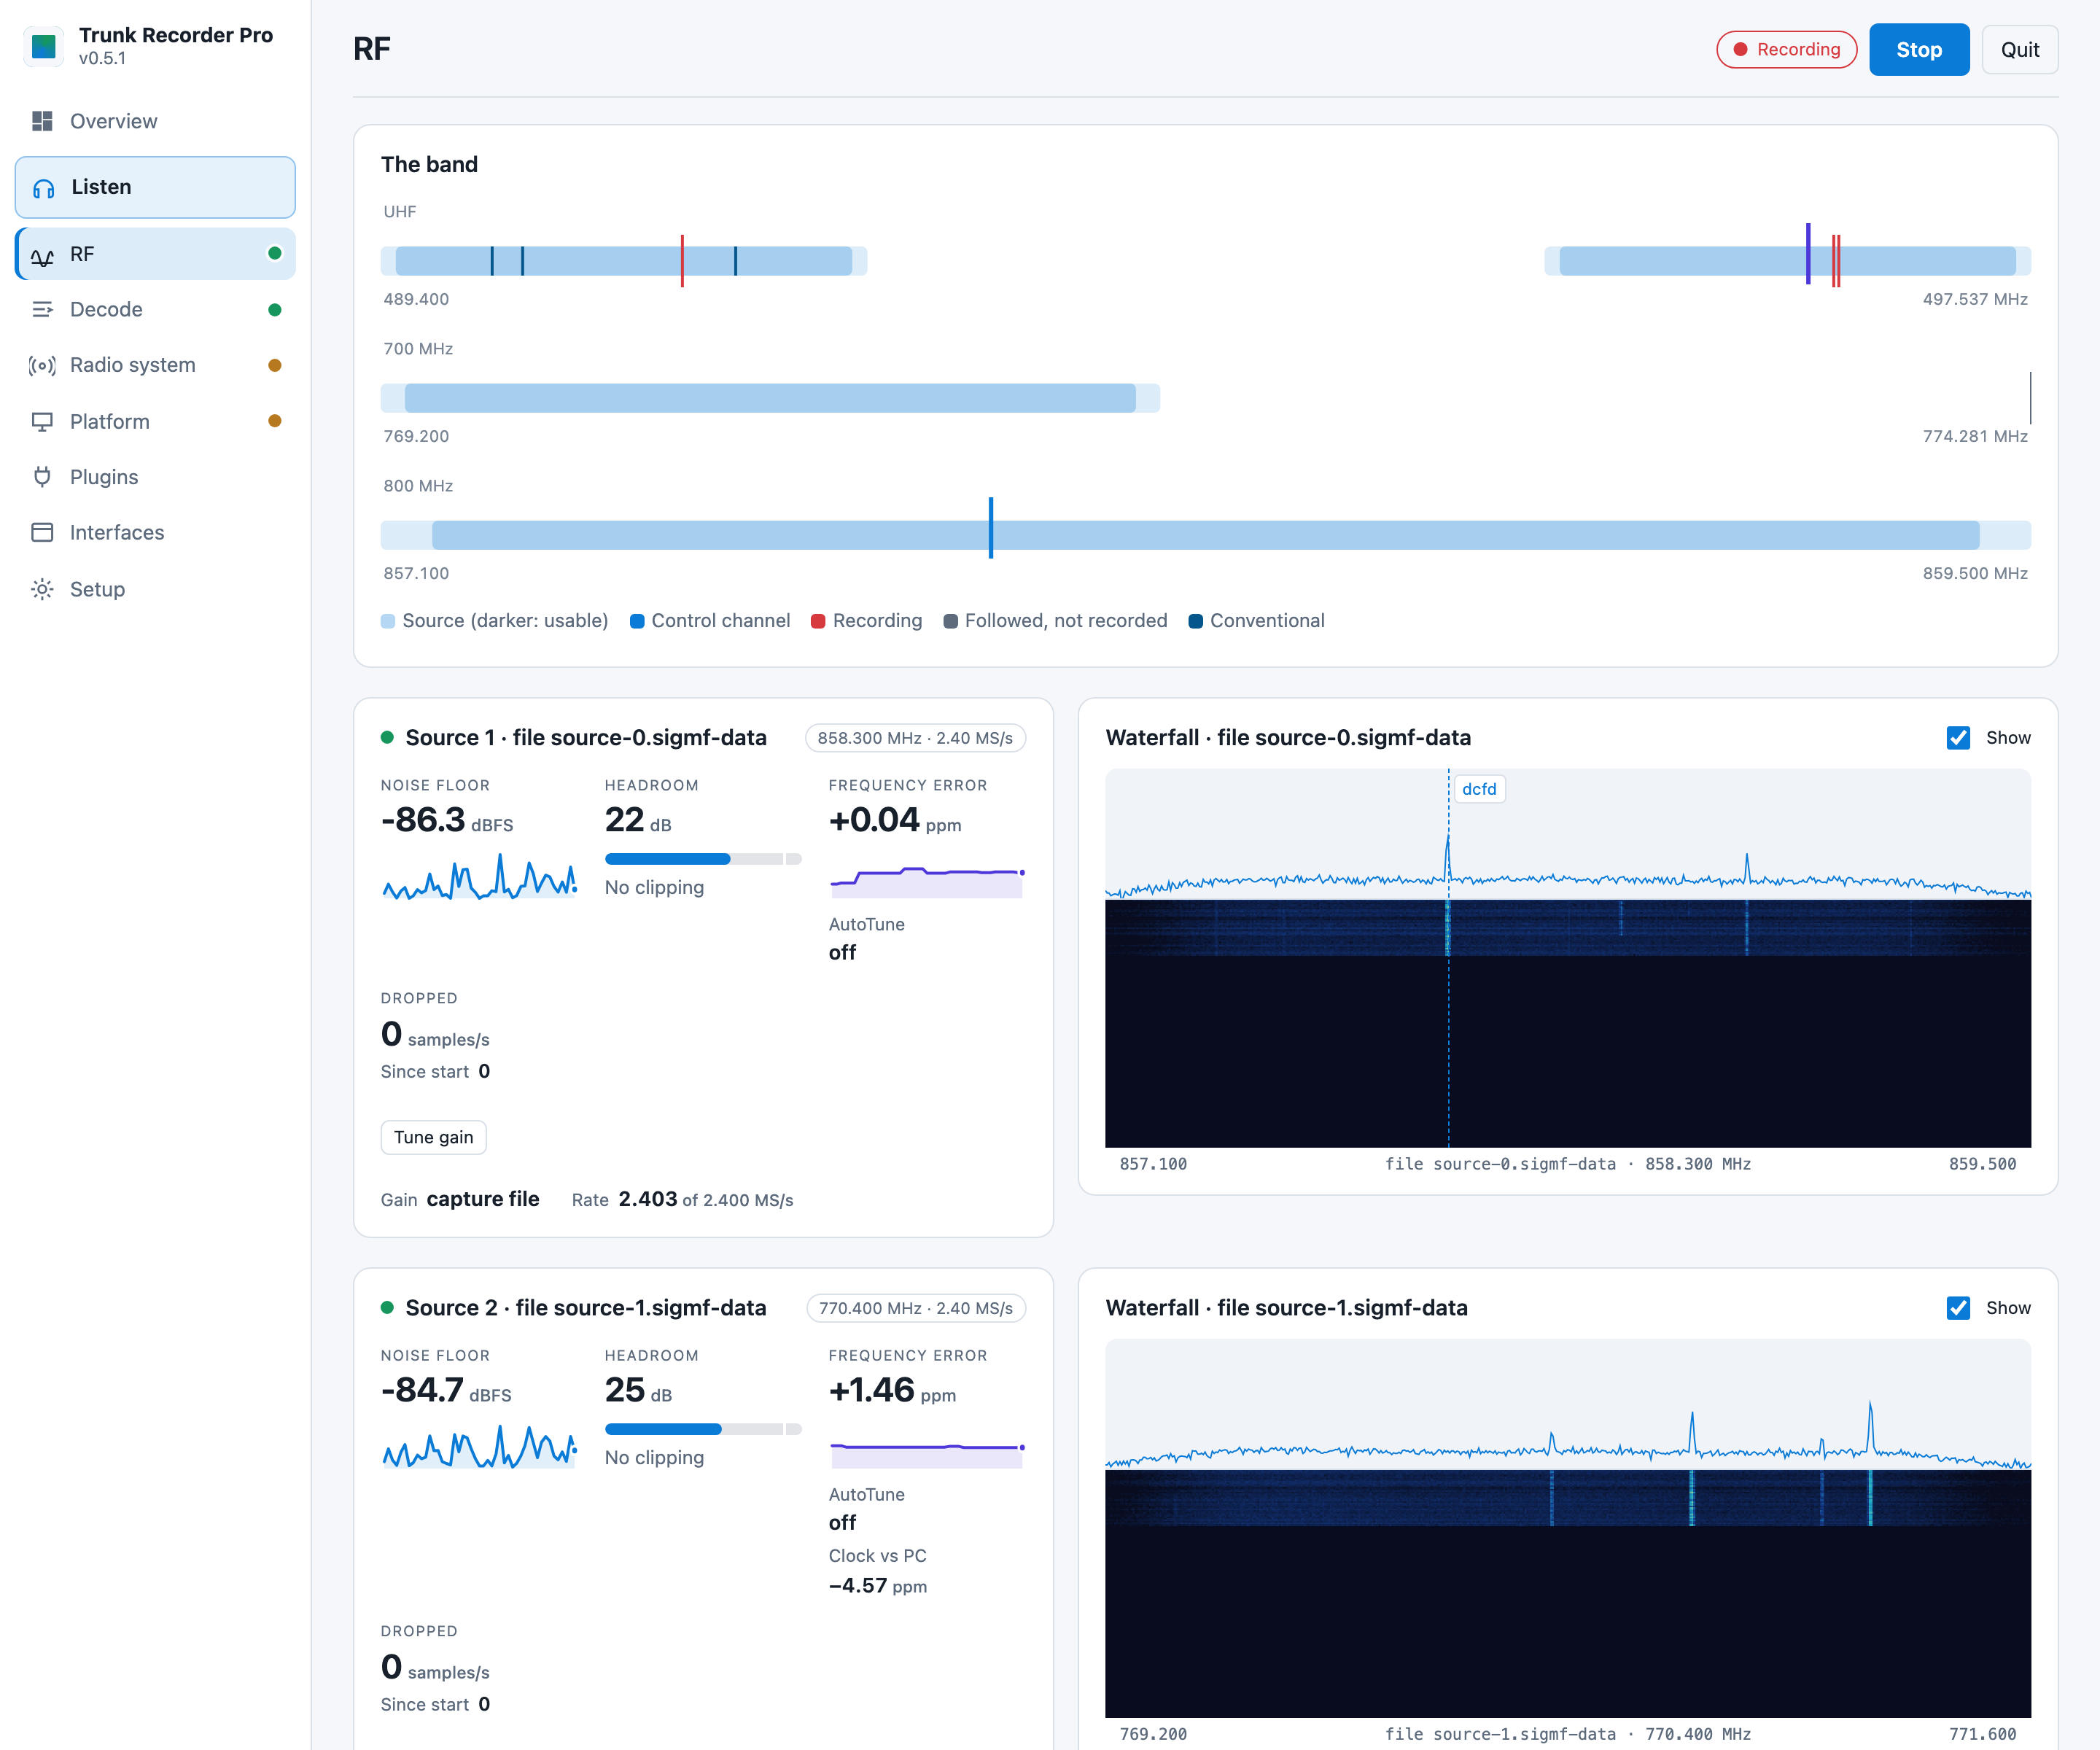 Trunk Recorder Pro
v0.5.1
Overview
Listen
RF
Decode
Radio system
Platform
Plugins
Interfaces
Setup
RF
Recording
Stop
Quit
The band
UHF
489.400
497.537 MHz
700 MHz
769.200
774.281 MHz
800 MHz
857.100
859.500 MHz
Source (darker: usable) Control channel Recording Followed, not recorded Conventional
Source 1 · file source-0.sigmf-data
858.300 MHz · 2.40 MS/s
NOISE FLOOR
-86.3 dBFS
HEADROOM
22 dB
No clipping
FREQUENCY ERROR
+0.04 ppm
AutoTune
off
DROPPED
0 samples/s
Since start 0
Tune gain
Gain capture file Rate 2.403 of 2.400 MS/s
Waterfall · file source-0.sigmf-data
Show
dcfd
857.100
file source-0.sigmf-data · 858.300 MHz
859.500
Source 2 · file source-1.sigmf-data
770.400 MHz · 2.40 MS/s
NOISE FLOOR
-84.7 dBFS
HEADROOM
25 dB
No clipping
FREQUENCY ERROR
+1.46 ppm
AutoTune
off
Clock vs PC
−4.57 ppm
DROPPED
0 samples/s
Since start 0
Waterfall · file source-1.sigmf-data
Show
769.200
file source-1.sigmf-data · 770.400 MHz
771.600